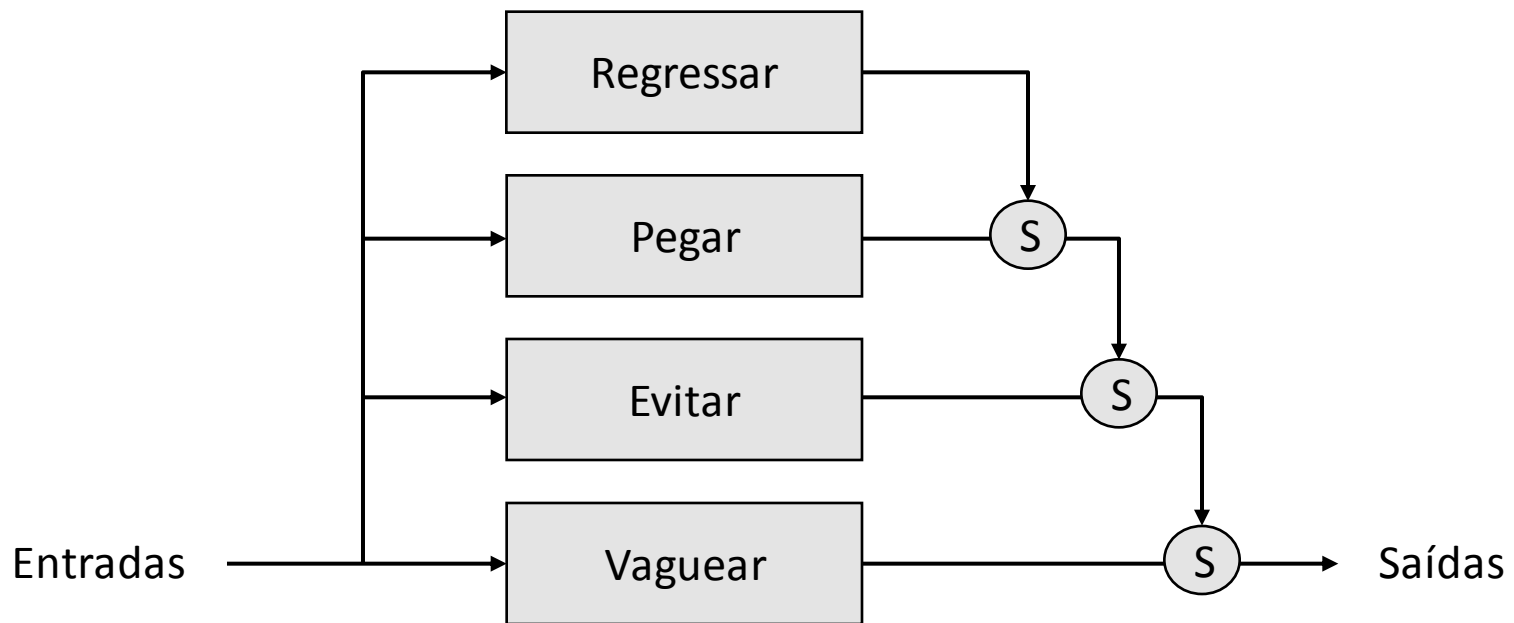 Regressar
Pegar
S
Evitar
S
Entradas
Vaguear
S
Saídas